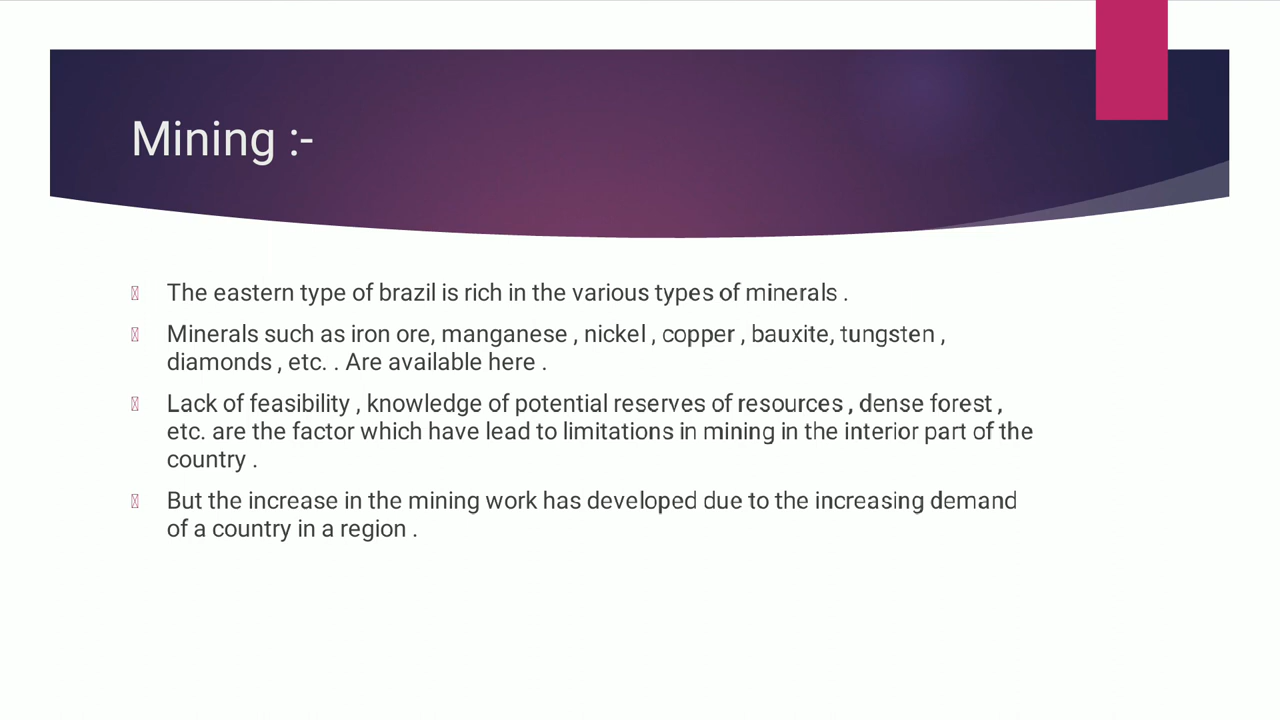 Mining :-
The eastern type of brazil is rich in the various types of minerals .
Minerals such as iron ore, manganese , nickel , copper , bauxite, tungsten ,
diamonds , etc. . Are available here .
Lack of feasibility , knowledge of potential reserves of resources , dense forest ,
etc. are the factor which have lead to limitations in mining in the interior part of the
country .
But the increase in the mining work has developed due to the increasing demand
of a country in a region .